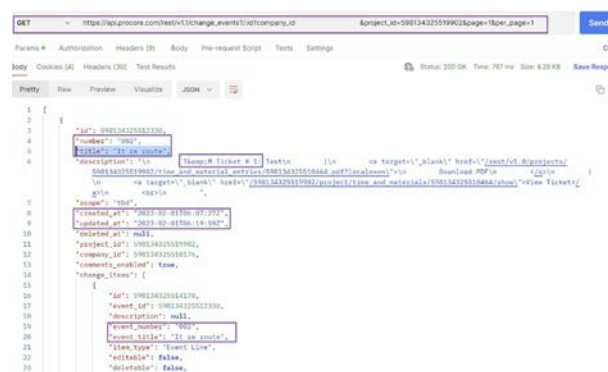 GET https://api.procore.com/rest/v1.1/change_events?/:id?company_id: &project_id=598134325519902&page=1&per_page=1 Send
Params Authorization Headers (9) Body Pre-request Script Tests Settings
Body Cookies (4) Headers (30) Test Results Status: 200 OK Time: 767 ms Size: 8.29 KB Save Resp
Pretty Raw Preview Visualize JSON
1 [
2 {
3 "id": 598134325512330,
4 "number": "002",
5 "title": "It re route",
6 "description": "\n T&amp;M Ticket # 1: Test\n |\n <a target=\"_blank\" href=\"/rest/v1.0/projects/
598134325519902/time_and_material_entries/598134325518464.pdf?locale=en\">\n Download PDF\n </a>\n |
\n <a target=\"_blank\" href=\"/598134325519902/project/time_and_materials/598134325518464/show\">View Ticket</
a>\n <br>\n ",
7 "scope": "tbd",
8 "created_at": "2023-02-01T06:07:27Z",
9 "updated_at": "2023-02-01T06:19:59Z",
10 "deleted_at": null,
11 "project_id": 598134325519902,
12 "company_id": 598134325518176,
13 "comments_enabled": true,
14 "change_items": [
15 {
16 "id": 598134325514170,
17 "event_id": 598134325512330,
18 "description": null,
19 "event_number": "002",
20 "event_title": "It re route",
21 "item_type": "Event Line",
22 "editable": false,
23 "deletable": false,